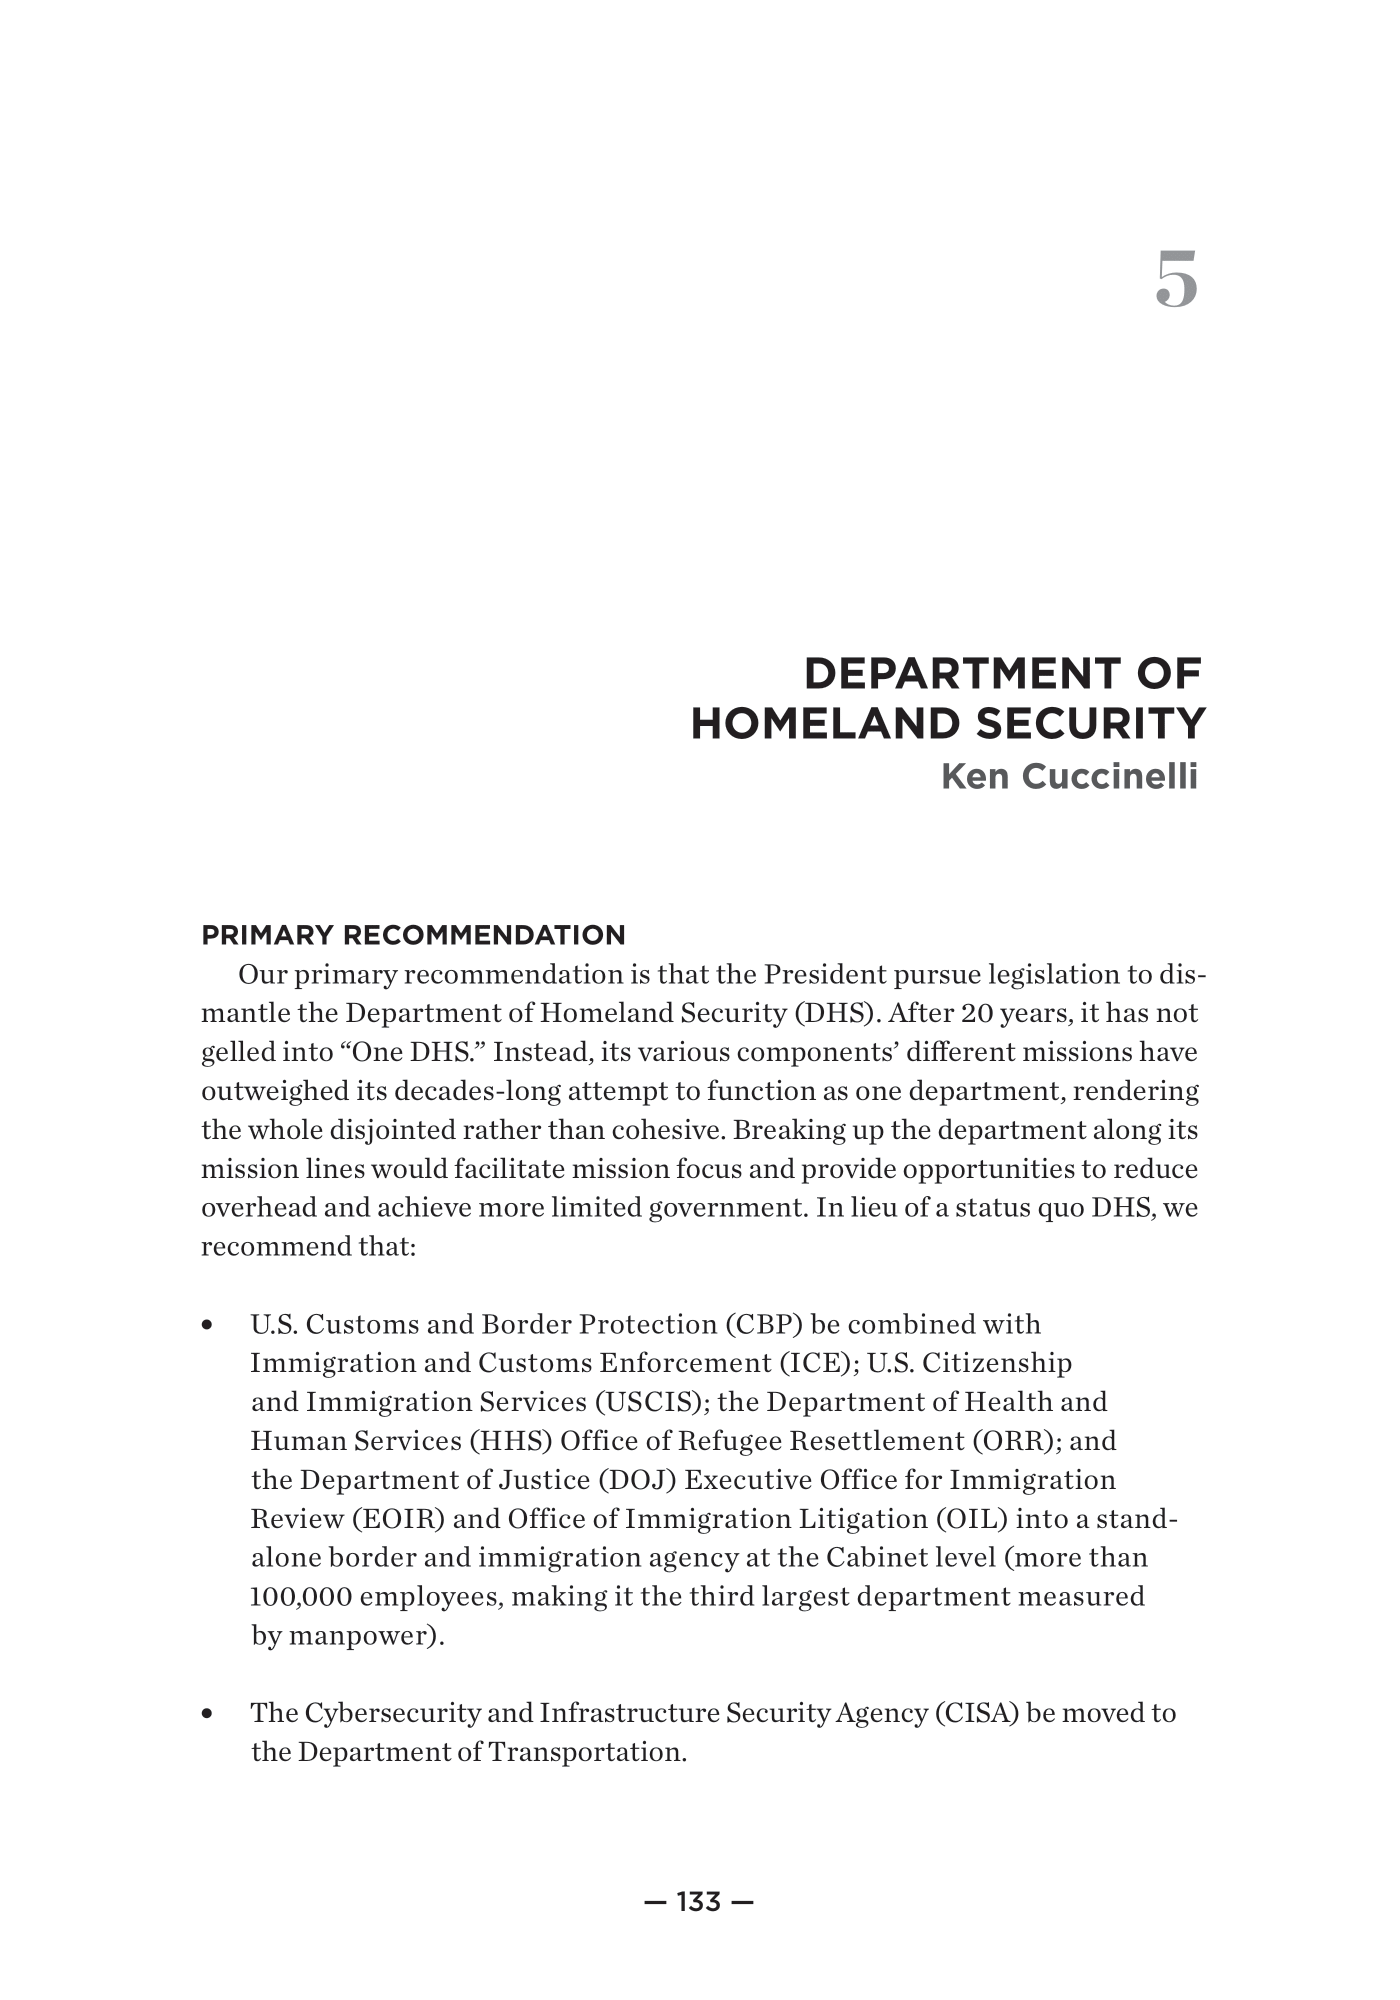 5
DEPARTMENT OF
HOMELAND SECURITY
Ken Cuccinelli
PRIMARY RECOMMENDATION
Our primary recommendation is that the President pursue legislation to dis-
mantle the Department of Homeland Security (DHS). After 20 years, it has not
gelled into “One DHS.” Instead, its various components’ different missions have
outweighed its decades-long attempt to function as one department, rendering
the whole disjointed rather than cohesive. Breaking up the department along its
mission lines would facilitate mission focus and provide opportunities to reduce
overhead and achieve more limited government. In lieu of a status quo DHS, we
recommend that:
• U.S. Customs and Border Protection (CBP) be combined with
Immigration and Customs Enforcement (ICE); U.S. Citizenship
and Immigration Services (USCIS); the Department of Health and
Human Services (HHS) Office of Refugee Resettlement (ORR); and
the Department of Justice (DOJ) Executive Office for Immigration
Review (EOIR) and Office of Immigration Litigation (OIL) into a stand-
alone border and immigration agency at the Cabinet level (more than
100,000 employees, making it the third largest department measured
by manpower).
• The Cybersecurity and Infrastructure Security Agency (CISA) be moved to
the Department of Transportation.
— 133 —